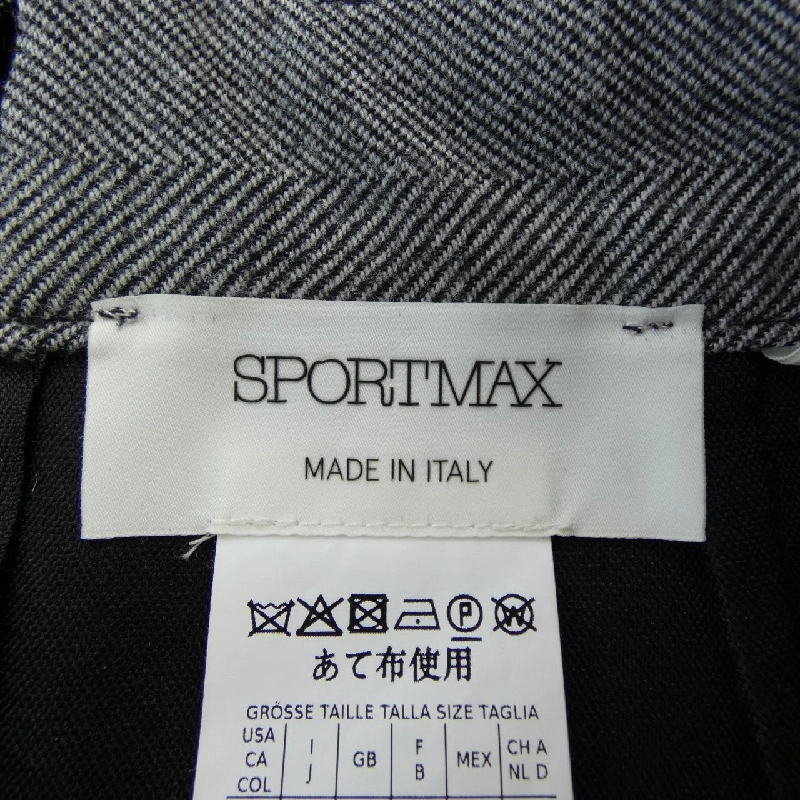 SPORTMAX
MADE IN ITALY
P W
あて布使用
GRÖSSE TAILLE TALLA SIZE TAGLIA
USA CA COL I J GB F B MEX CH A NL D